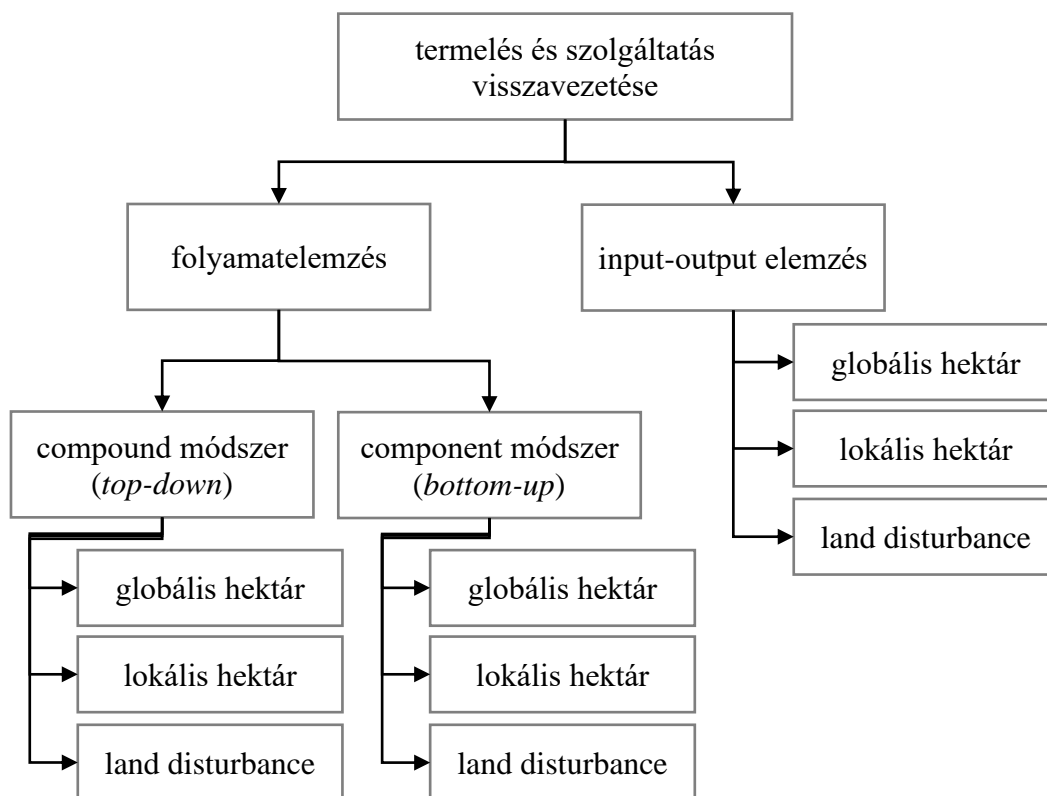 termelés és szolgáltatás
visszavezetése
folyamatelemzés
input-output elemzés
globális hektár
lokális hektár
land disturbance
compound módszer
(top-down)
component módszer
(bottom-up)
globális hektár
lokális hektár
land disturbance
globális hektár
lokális hektár
land disturbance